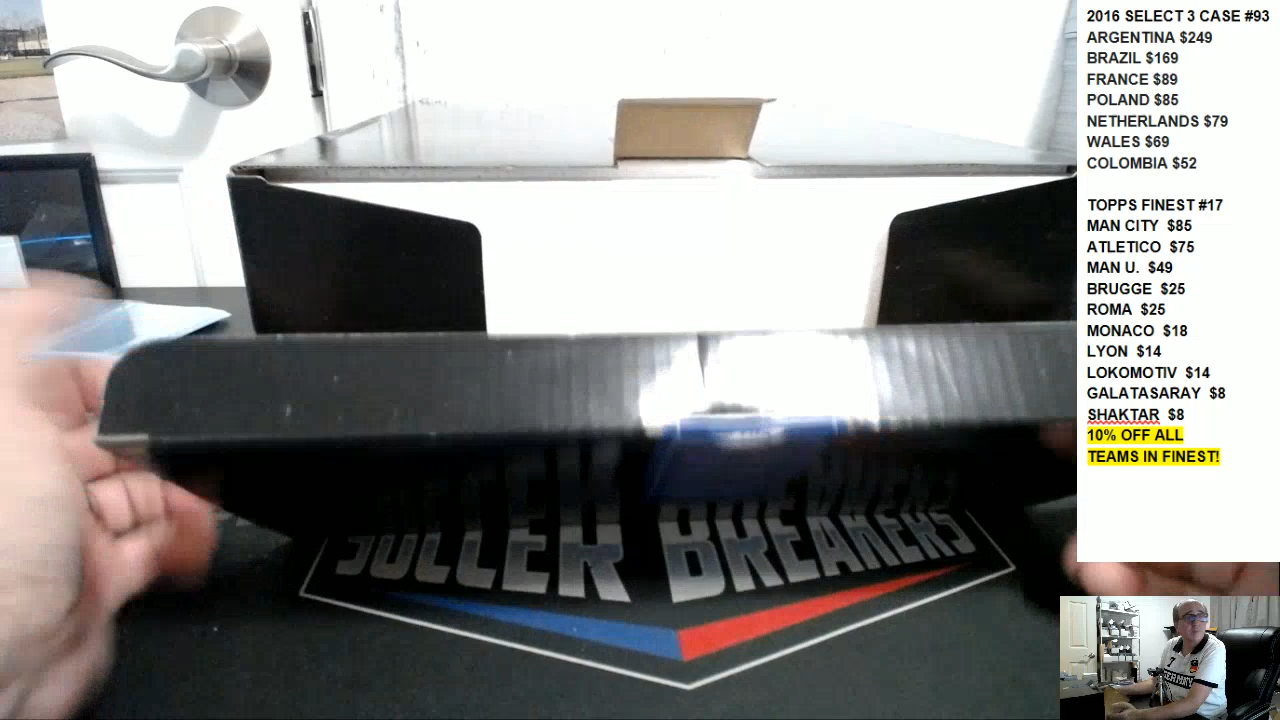 2016 SELECT 3 CASE #93
ARGENTINA $249
BRAZIL $169
FRANCE $89
POLAND $85
NETHERLANDS $79
WALES $69
COLOMBIA $52
TOPPS FINEST #17
MAN CITY $85
ATLETICO $75
MAN U. $49
BRUGGE $25
ROMA $25
MONACO $18
LYON $14
LOKOMOTIV $14
GALATASARAY $8
SHAKTAR $8
10% OFF ALL
TEAMS IN FINEST!
SOCCER BREAKERS
7